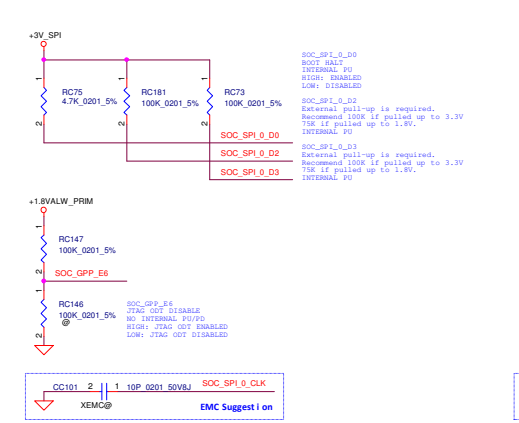 +3V_SPI
1
1
1
RC75
4.7K_0201_5%
RC181
100K_0201_5%
RC73
100K_0201_5%
2
2
2
SOC_SPI_0_D0
SOC_SPI_0_D2
SOC_SPI_0_D3
SOC_SPI_0_D0
BOOT HALT
INTERNAL PU
HIGH: ENABLED
LOW: DISABLED
SOC_SPI_0_D2
External pull-up is required.
Recommend 100K if pulled up to 3.3V
75K if pulled up to 1.8V.
INTERNAL PU
SOC_SPI_0_D3
External pull-up is required.
Recommend 100K if pulled up to 3.3V
75K if pulled up to 1.8V.
INTERNAL PU
+1.8VALW_PRIM
1
RC147
100K_0201_5%
2
SOC_GPP_E6
1
RC146
100K_0201_5%
@
2
SOC_GPP_E6
JTAG ODT DISABLE
NO INTERNAL PU/PD
HIGH: JTAG ODT ENABLED
LOW: JTAG ODT DISABLED
CC101 2 1 10P_0201_50V8J SOC_SPI_0_CLK
XEMC@
EMC Suggesti on